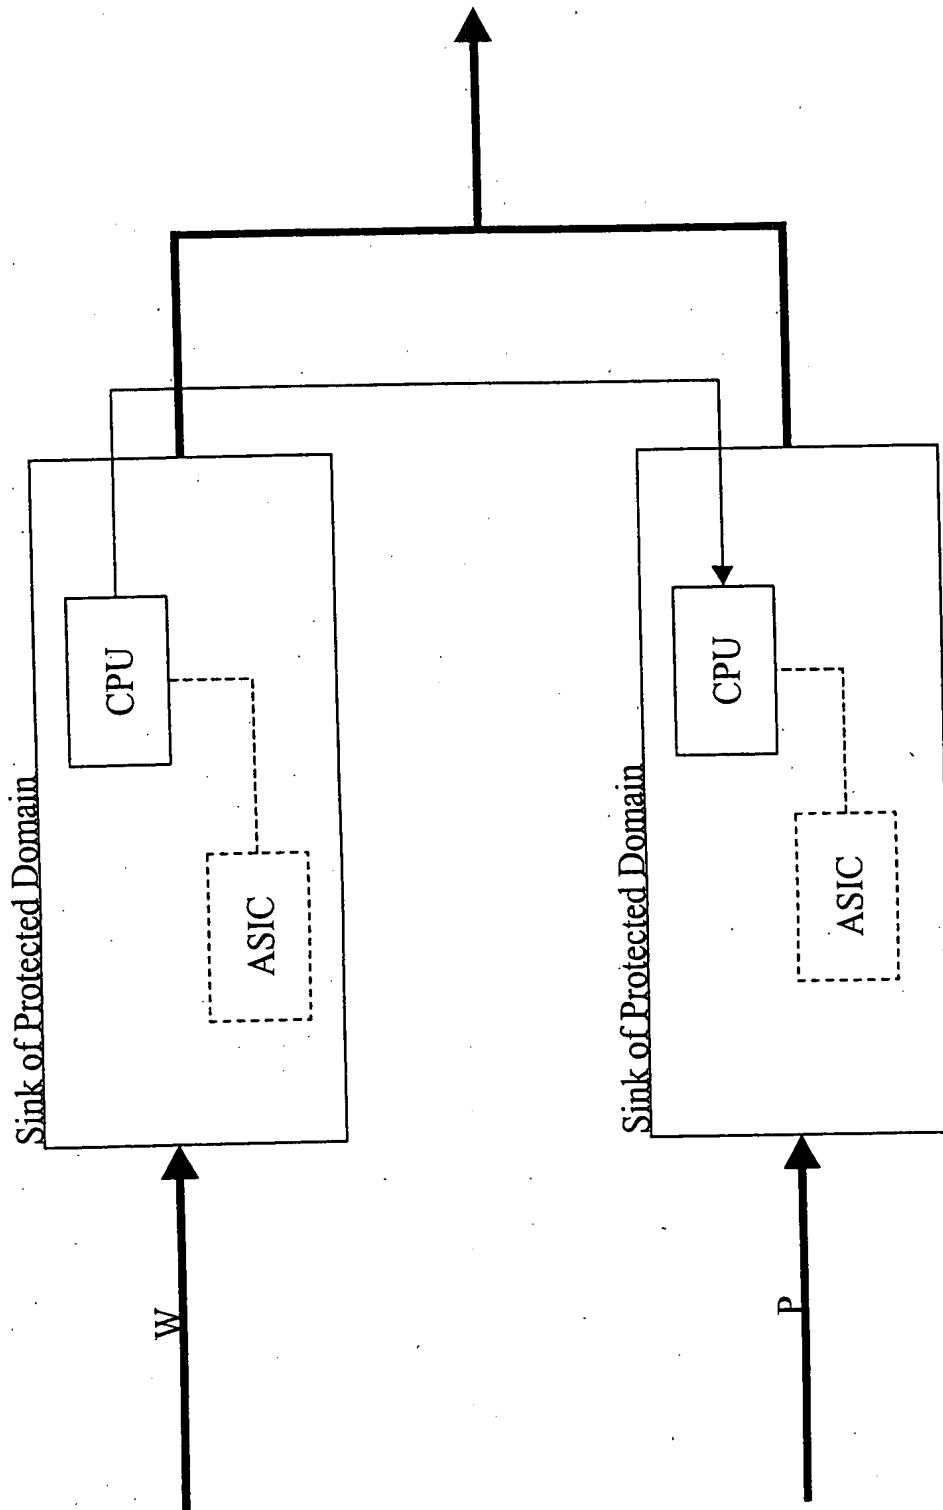 Sink of Protected Domain
CPU
ASIC
W
Sink of Protected Domain
CPU
ASIC
P